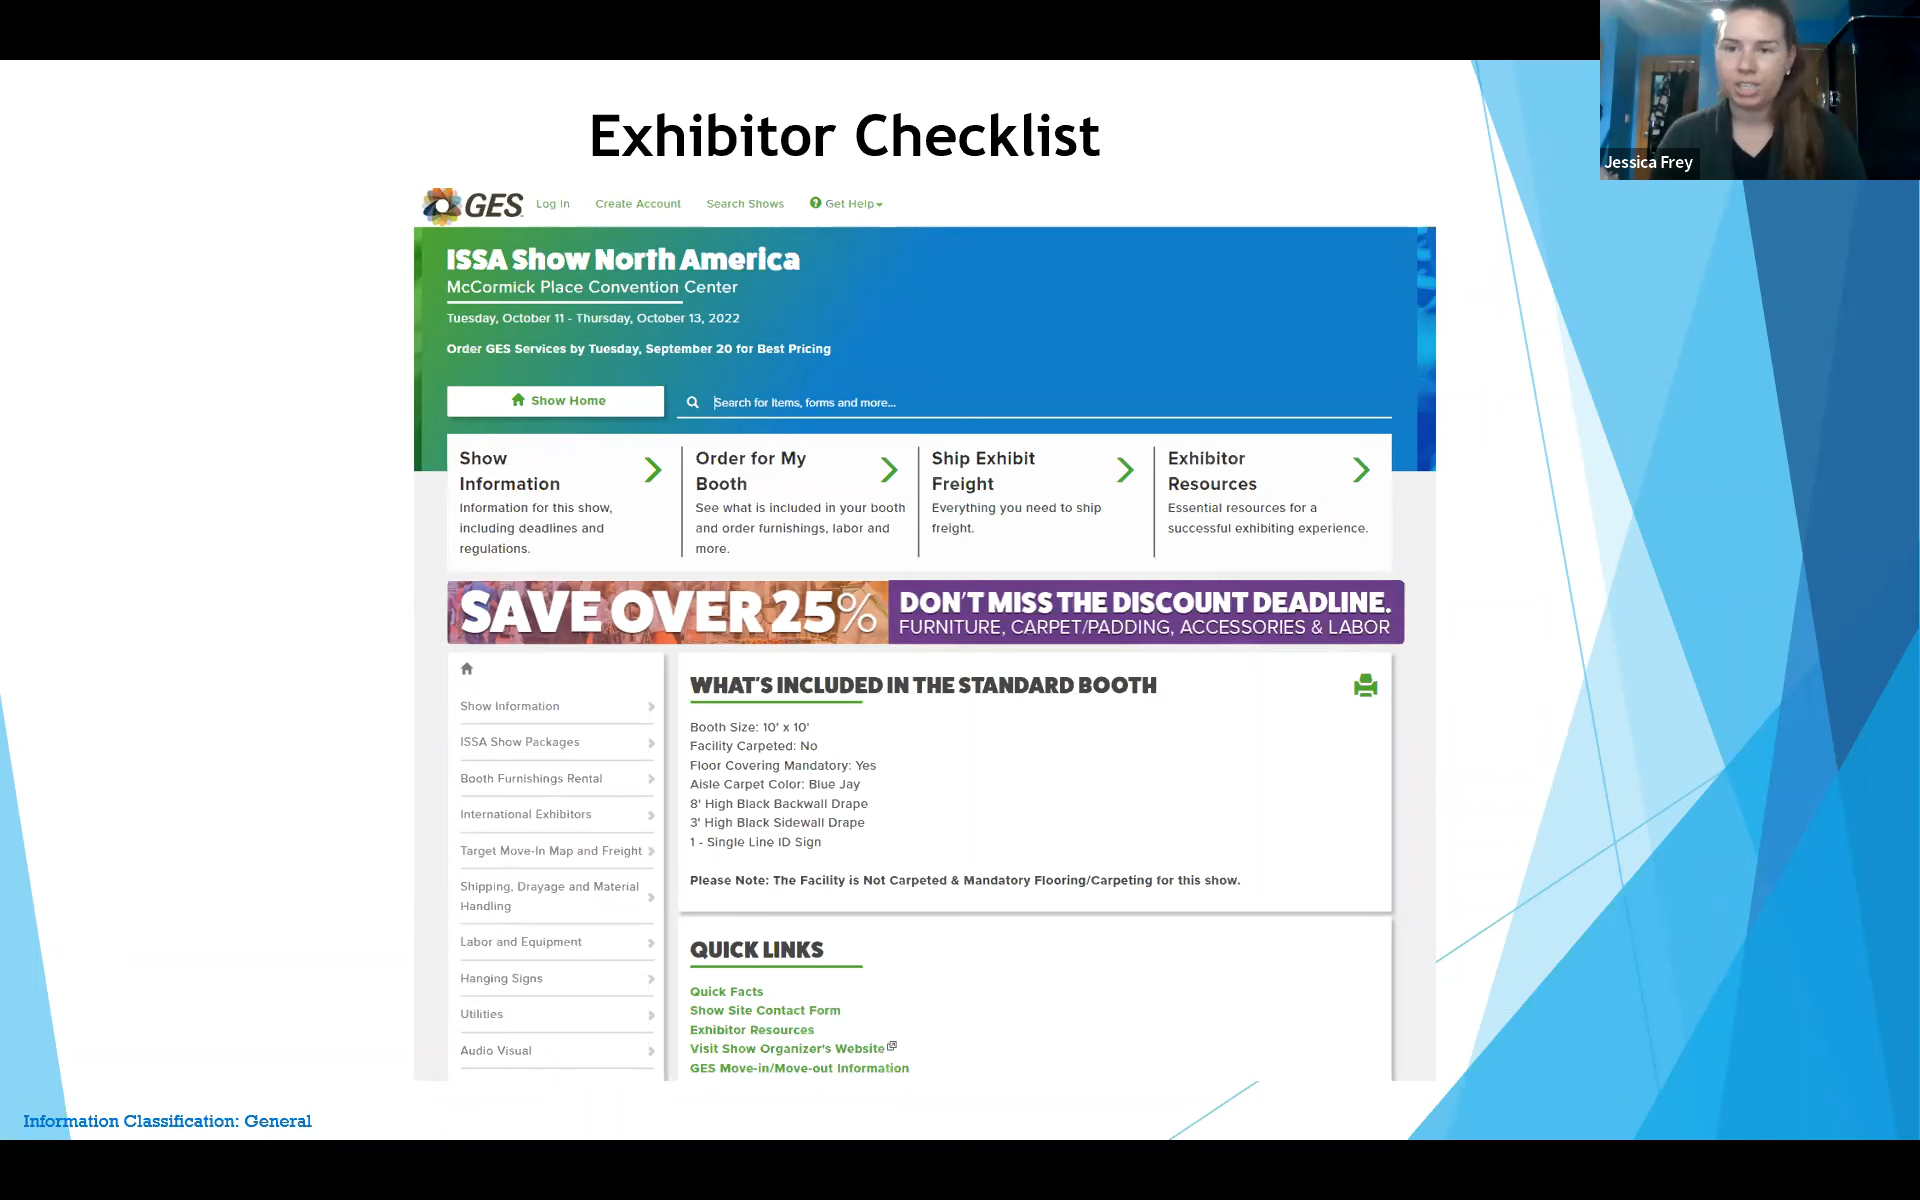 Exhibitor Checklist
Jessica Frey
GES
Log In
Create Account
Search Shows
Get Help
ISSA Show North America
McCormick Place Convention Center
Tuesday, October 11 - Thursday, October 13, 2022
Order GES Services by Tuesday, September 20 for Best Pricing
Show Home
Search for Items, forms and more...
Show
Information
Information for this show,
including deadlines and
regulations.
Order for My
Booth
See what is included in your booth
and order furnishings, labor and
more.
Ship Exhibit
Freight
Everything you need to ship
freight.
Exhibitor
Resources
Essential resources for a
successful exhibiting experience.
SAVE OVER 25%
DON'T MISS THE DISCOUNT DEADLINE.
FURNITURE, CARPET/PADDING, ACCESSORIES & LABOR
Show Information
ISSA Show Packages
Booth Furnishings Rental
International Exhibitors
Target Move-In Map and Freight
Shipping, Drayage and Material
Handling
Labor and Equipment
Hanging Signs
Utilities
Audio Visual
WHAT'S INCLUDED IN THE STANDARD BOOTH
Booth Size: 10' x 10'
Facility Carpeted: No
Floor Covering Mandatory: Yes
Aisle Carpet Color: Blue Jay
8' High Black Backwall Drape
3' High Black Sidewall Drape
1 - Single Line ID Sign
Please Note: The Facility is Not Carpeted & Mandatory Flooring/Carpeting for this show.
QUICK LINKS
Quick Facts
Show Site Contact Form
Exhibitor Resources
Visit Show Organizer's Website
GES Move-in/Move-out Information
Information Classification: General